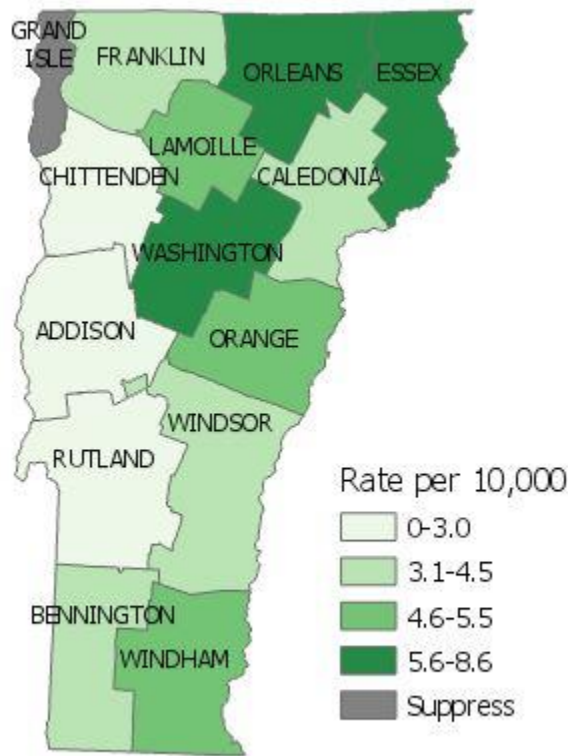 GRAND
ISLE
FRANKLIN
ORLEANS
ESSEX
LAMOILLE
CHITTENDEN
CALEDONIA
WASHINGTON
ADDISON
ORANGE
WINDSOR
RUTLAND
BENNINGTON
WINDHAM
Rate per 10,000
0-3.0
3.1-4.5
4.6-5.5
5.6-8.6
Suppress